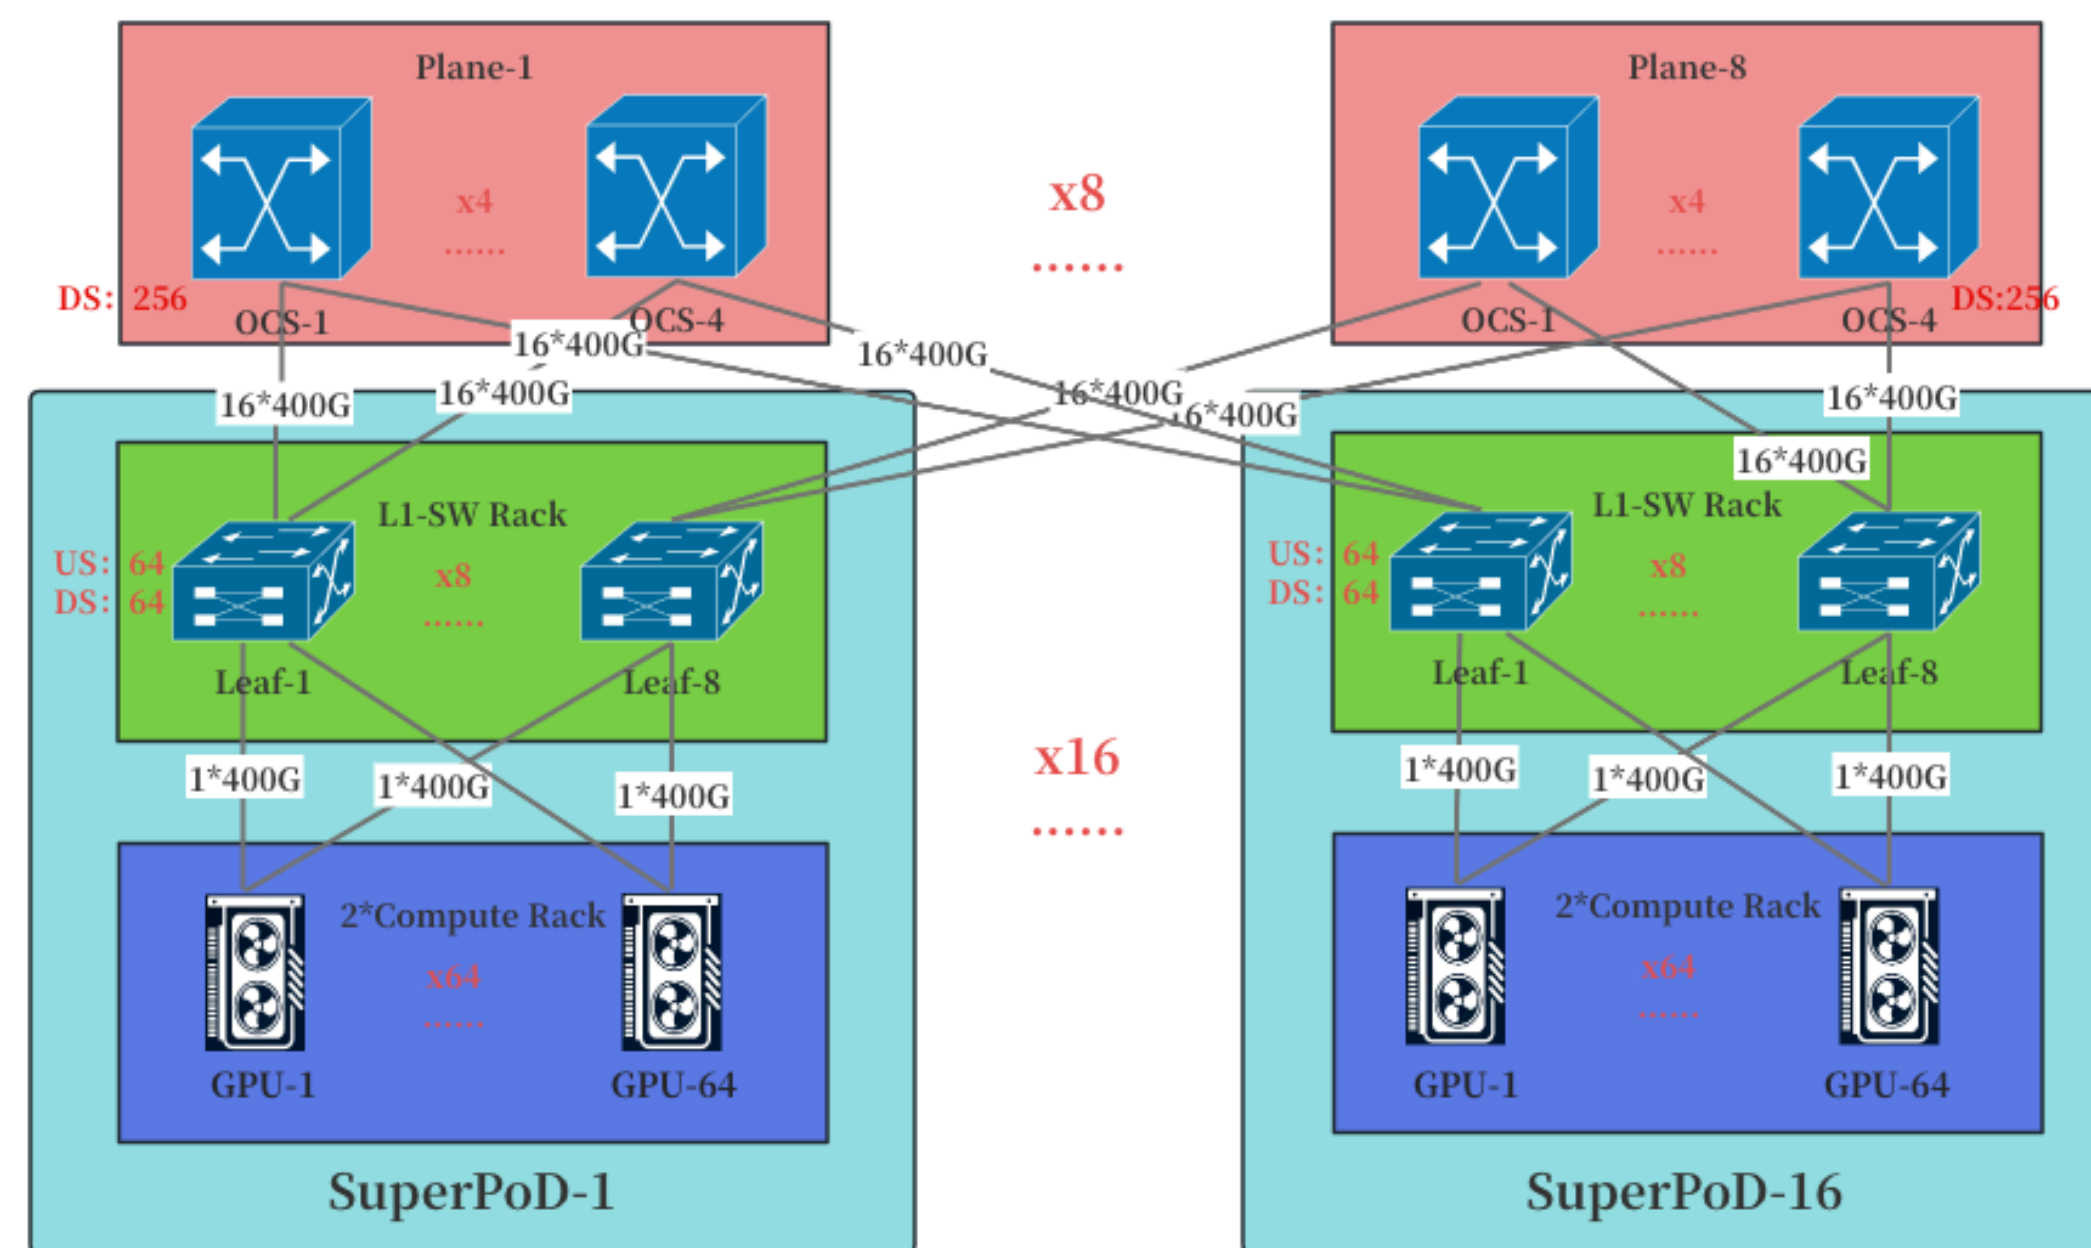 Plane-1
Plane-8
x4
......
x8
......
x4
......
DS: 256
OCS-1
OCS-4
OCS-1
OCS-4
DS:256
16*400G
16*400G
16*400G
16*400G
16*400G
16*400G
16*400G
16*400G
L1-SW Rack
US: 64
DS: 64
x8
......
Leaf-1
Leaf-8
L1-SW Rack
US: 64
DS: 64
x8
......
Leaf-1
Leaf-8
x16
......
1*400G
1*400G
1*400G
1*400G
1*400G
1*400G
2*Compute Rack
x64
......
GPU-1
GPU-64
2*Compute Rack
x64
......
GPU-1
GPU-64
SuperPoD-1
SuperPoD-16